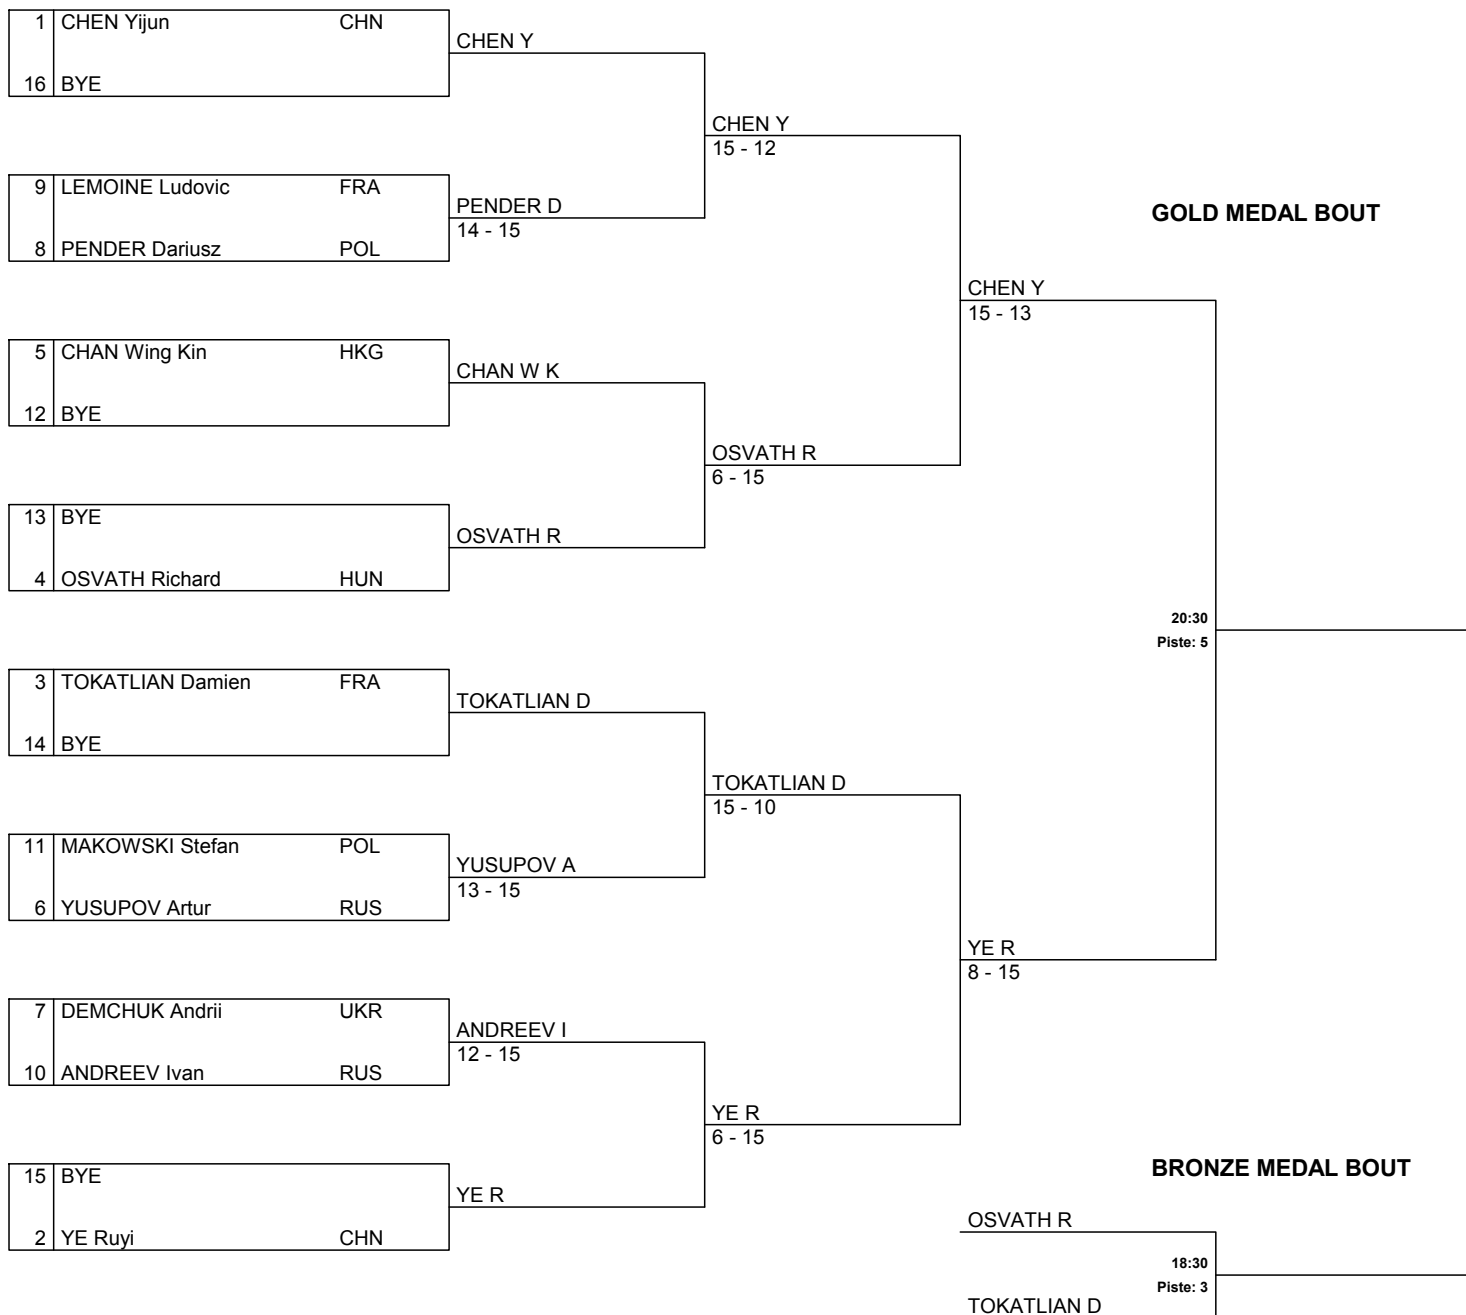 1 CHEN Yijun CHN
CHEN Y
16 BYE
CHEN Y
15 - 12
9 LEMOINE Ludovic FRA
PENDER D
14 - 15
8 PENDER Dariusz POL
GOLD MEDAL BOUT
CHEN Y
15 - 13
5 CHAN Wing Kin HKG
CHAN W K
12 BYE
OSVATH R
6 - 15
13 BYE
OSVATH R
4 OSVATH Richard HUN
20:30
Piste: 5
3 TOKATLIAN Damien FRA
TOKATLIAN D
14 BYE
TOKATLIAN D
15 - 10
11 MAKOWSKI Stefan POL
YUSUPOV A
13 - 15
6 YUSUPOV Artur RUS
YE R
8 - 15
7 DEMCHUK Andrii UKR
ANDREEV I
12 - 15
10 ANDREEV Ivan RUS
YE R
6 - 15
BRONZE MEDAL BOUT
15 BYE
YE R
2 YE Ruyi CHN
OSVATH R
18:30
Piste: 3
TOKATLIAN D